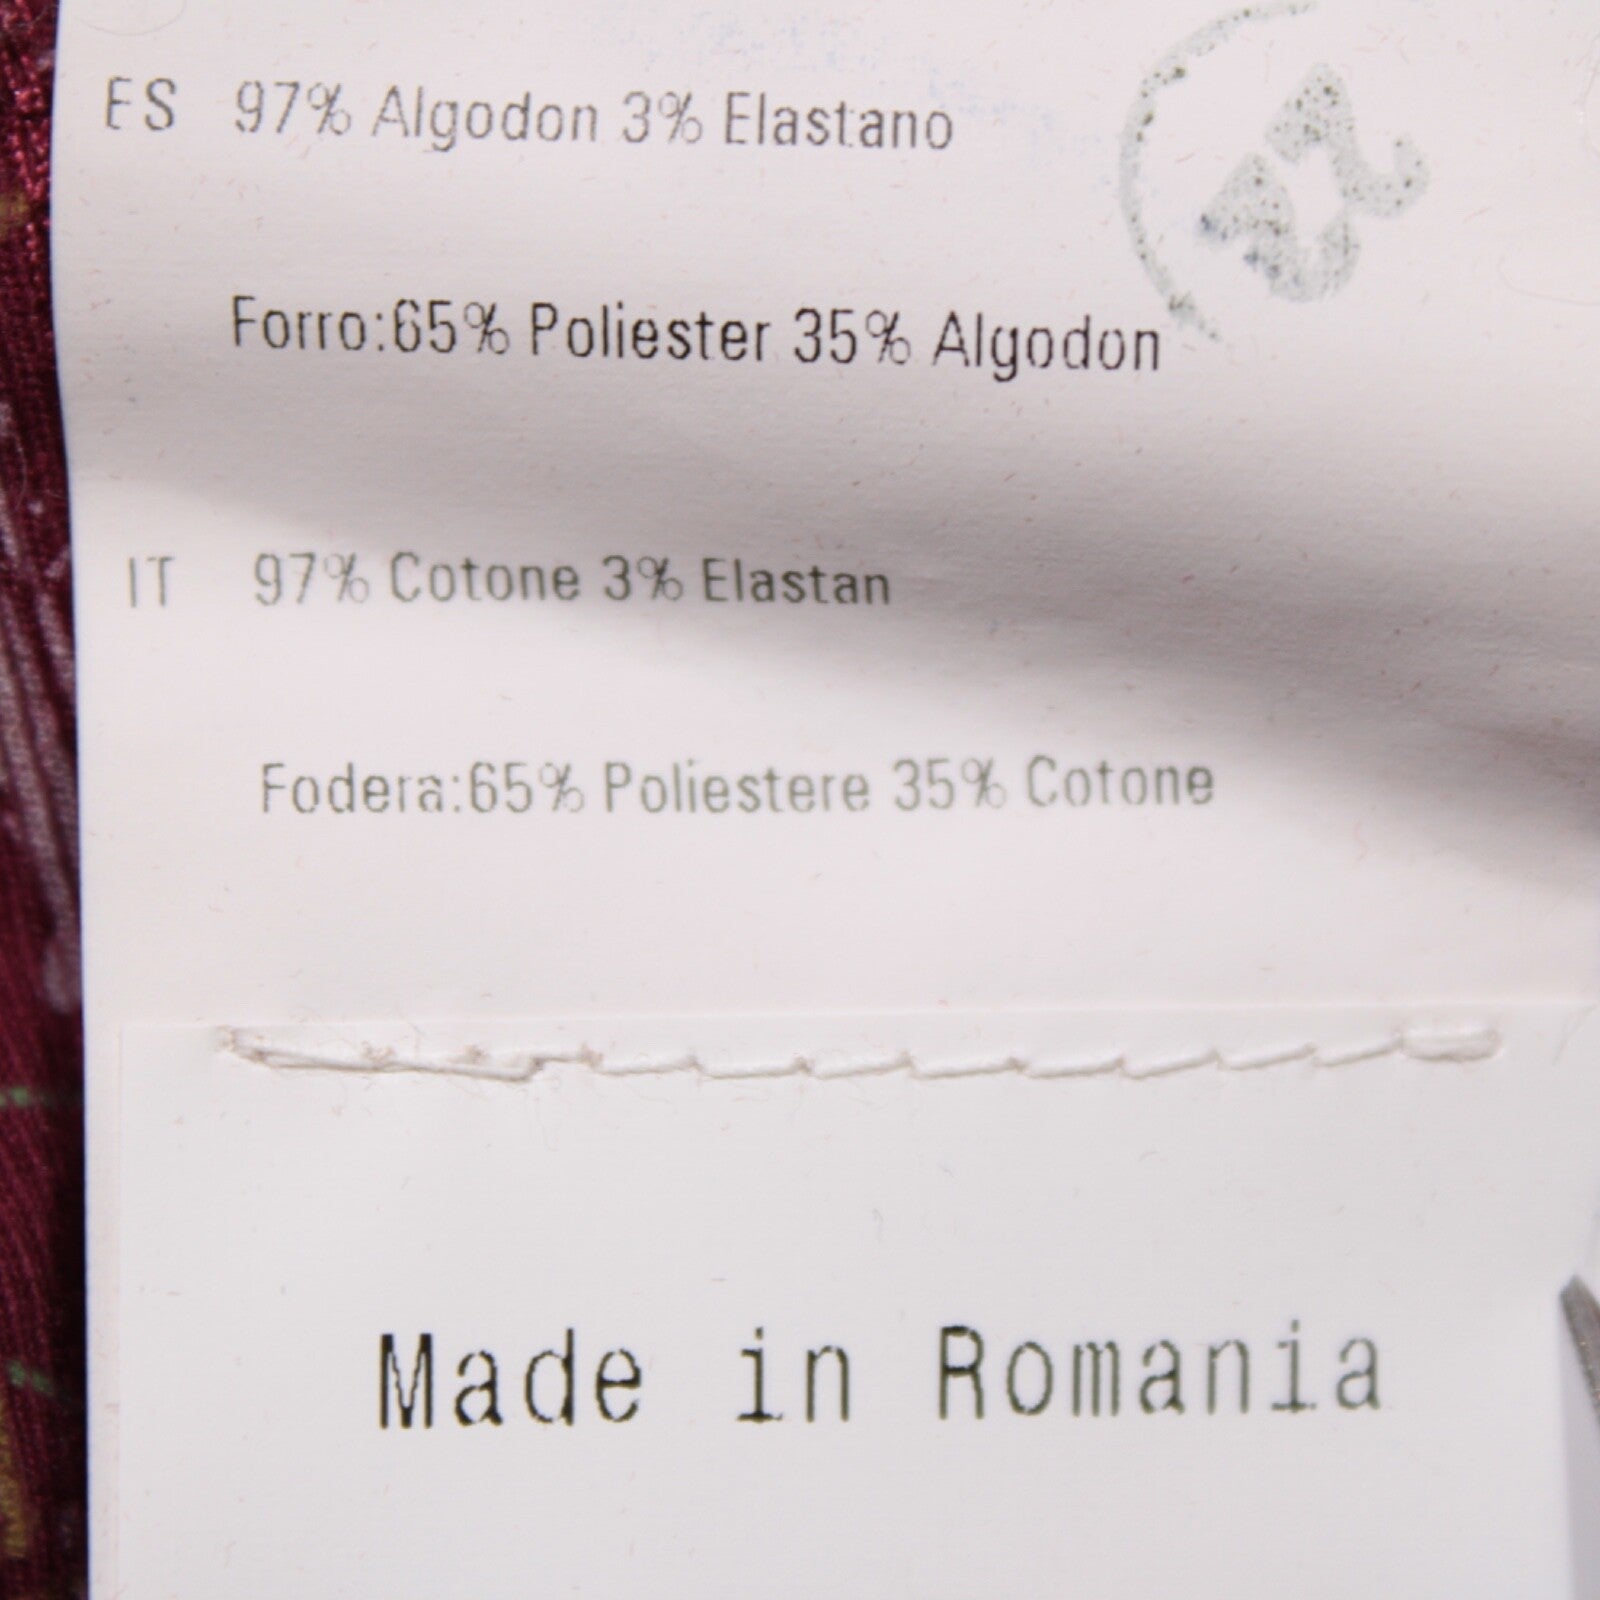 ES 97% Algodon 3% Elastano
Forro:65% Poliester 35% Algodon
IT 97% Cotone 3% Elastan
Fodera:65% Poliestere 35% Cotone
Made in Romania